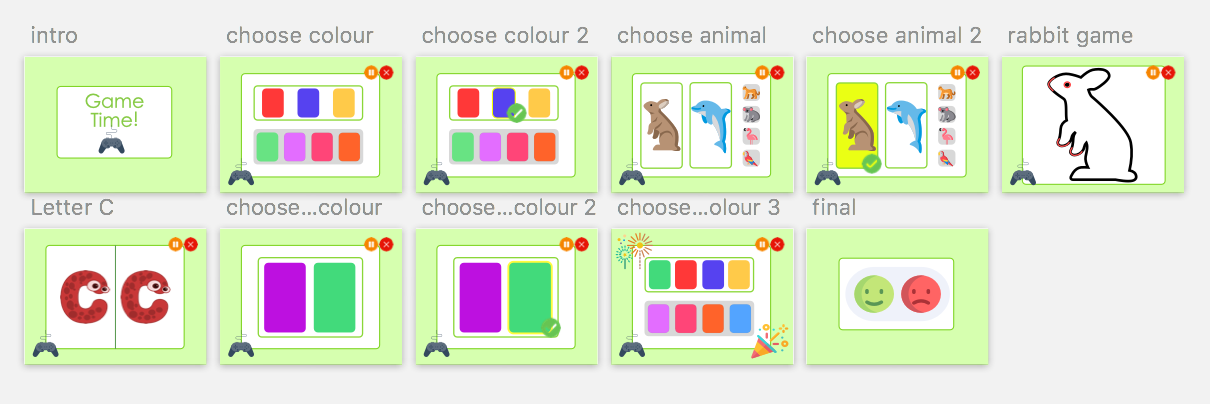 intro
choose colour
choose colour 2
choose animal
choose animal 2
rabbit game
Game
Time!
Letter C
choose...colour
choose...colour 2
choose...olour 3
final
CC